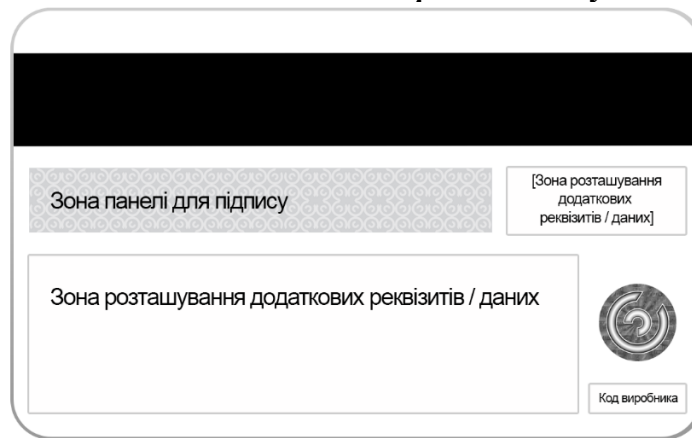 Зона панелі для підпису
[Зона розташування
додаткових
реквізитів / даних]
Зона розташування додаткових реквізитів / даних
Код виробника